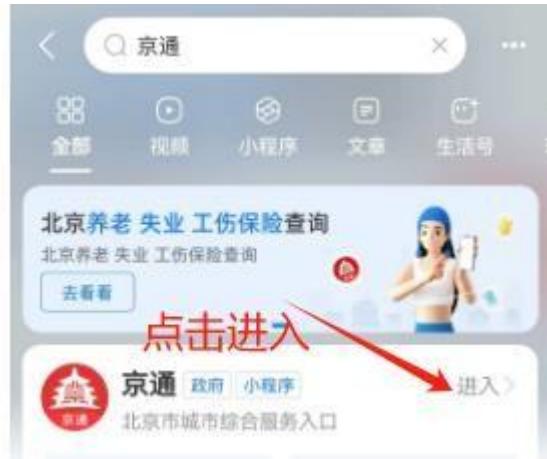 京通
全部 视频 小程序 文章 生活号
北京养老 失业 工伤保险查询
北京养老 失业 工伤保险查询
去看看
点击进入
京通 政府 小程序 进入
京通
北京市城市综合服务入口